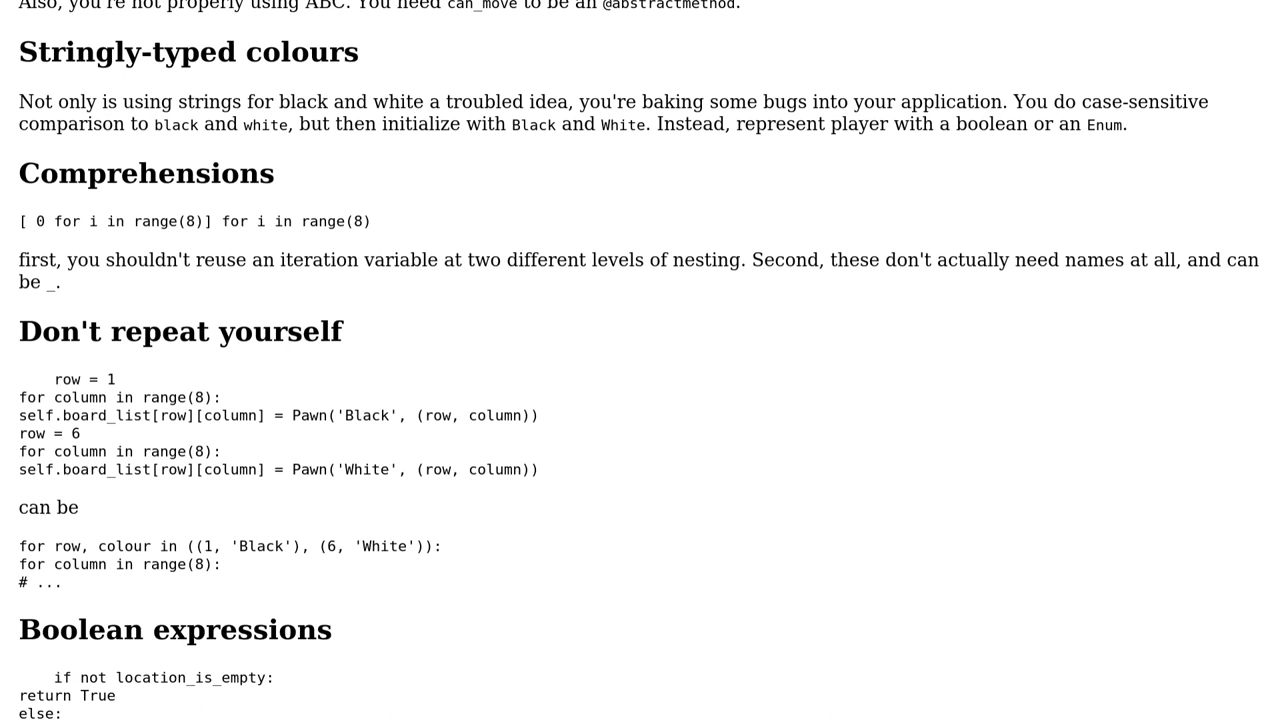 Also, you're not properly using ABC. You need can_move to be an @abstractmethod.
Stringly-typed colours
Not only is using strings for black and white a troubled idea, you're baking some bugs into your application. You do case-sensitive
comparison to black and white, but then initialize with Black and White. Instead, represent player with a boolean or an Enum.
Comprehensions
[ 0 for i in range(8)] for i in range(8)
first, you shouldn't reuse an iteration variable at two different levels of nesting. Second, these don't actually need names at all, and can
be _.
Don't repeat yourself
    row = 1
for column in range(8):
self.board_list[row][column] = Pawn('Black', (row, column))
row = 6
for column in range(8):
self.board_list[row][column] = Pawn('White', (row, column))
can be
for row, colour in ((1, 'Black'), (6, 'White')):
for column in range(8):
# ...
Boolean expressions
    if not location_is_empty:
return True
else: